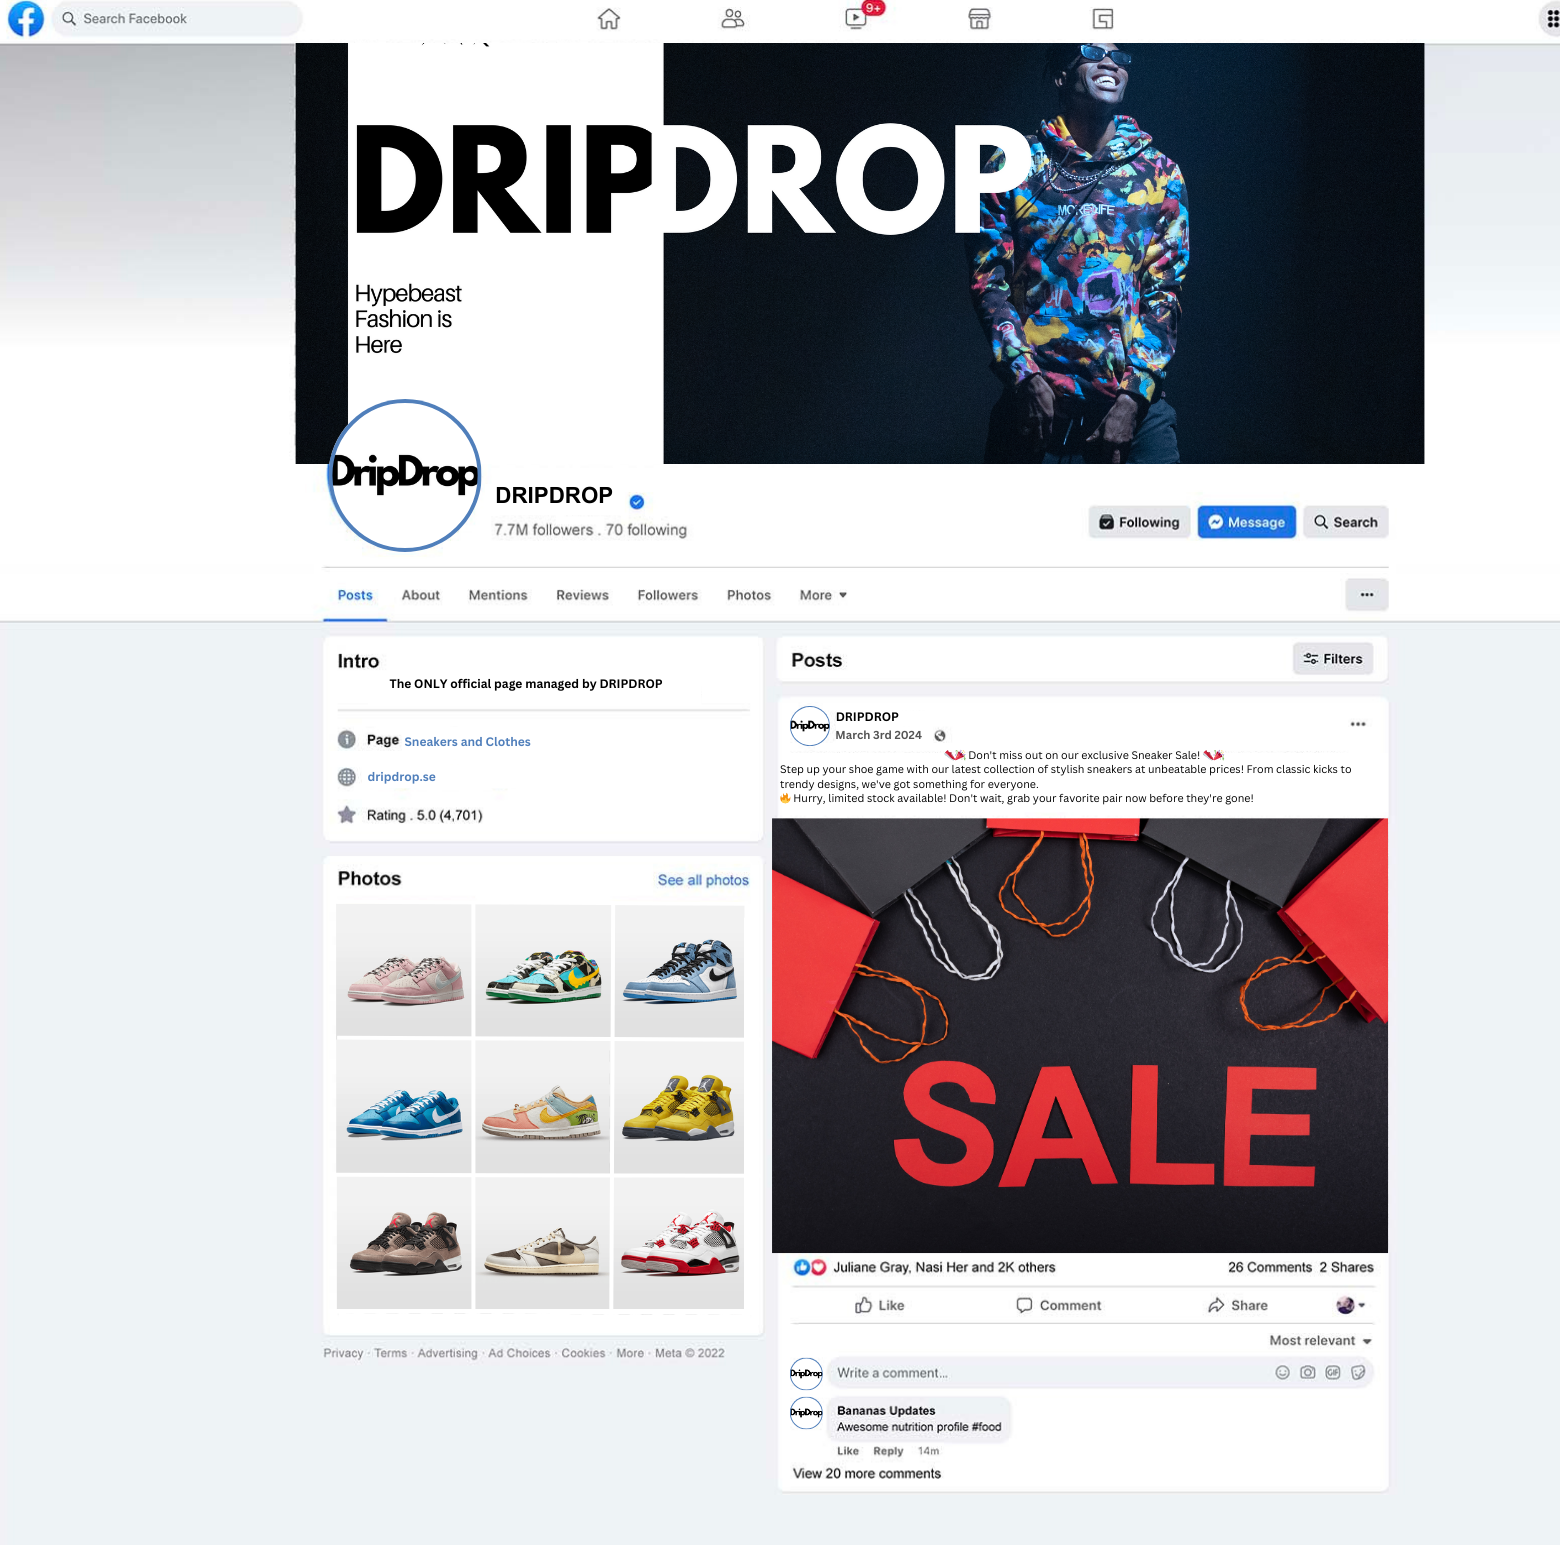 Search Facebook
9+
DRIPDROP
MORE LIFE
Hypebeast
Fashion is
Here
DripDrop
DRIPDROP
7.7M followers . 70 following
Following
Message
Search
Posts
About
Mentions
Reviews
Followers
Photos
More
Intro
The ONLY official page managed by DRIPDROP
Page Sneakers and Clothes
dripdrop.se
Rating . 5.0 (4,701)
Photos
See all photos
Privacy · Terms · Advertising · Ad Choices · Cookies · More · Meta © 2022
Posts
Filters
DripDrop
DRIPDROP
March 3rd 2024
Don't miss out on our exclusive Sneaker Sale!
Step up your shoe game with our latest collection of stylish sneakers at unbeatable prices! From classic kicks to
trendy designs, we've got something for everyone.
🔥 Hurry, limited stock available! Don't wait, grab your favorite pair now before they're gone!
SALE
Juliane Gray, Nasi Her and 2K others
26 Comments 2 Shares
Like
Comment
Share
Most relevant
DripDrop
Write a comment...
GIF
DripDrop
Bananas Updates
Awesome nutrition profile #food
Like Reply 14m
View 20 more comments